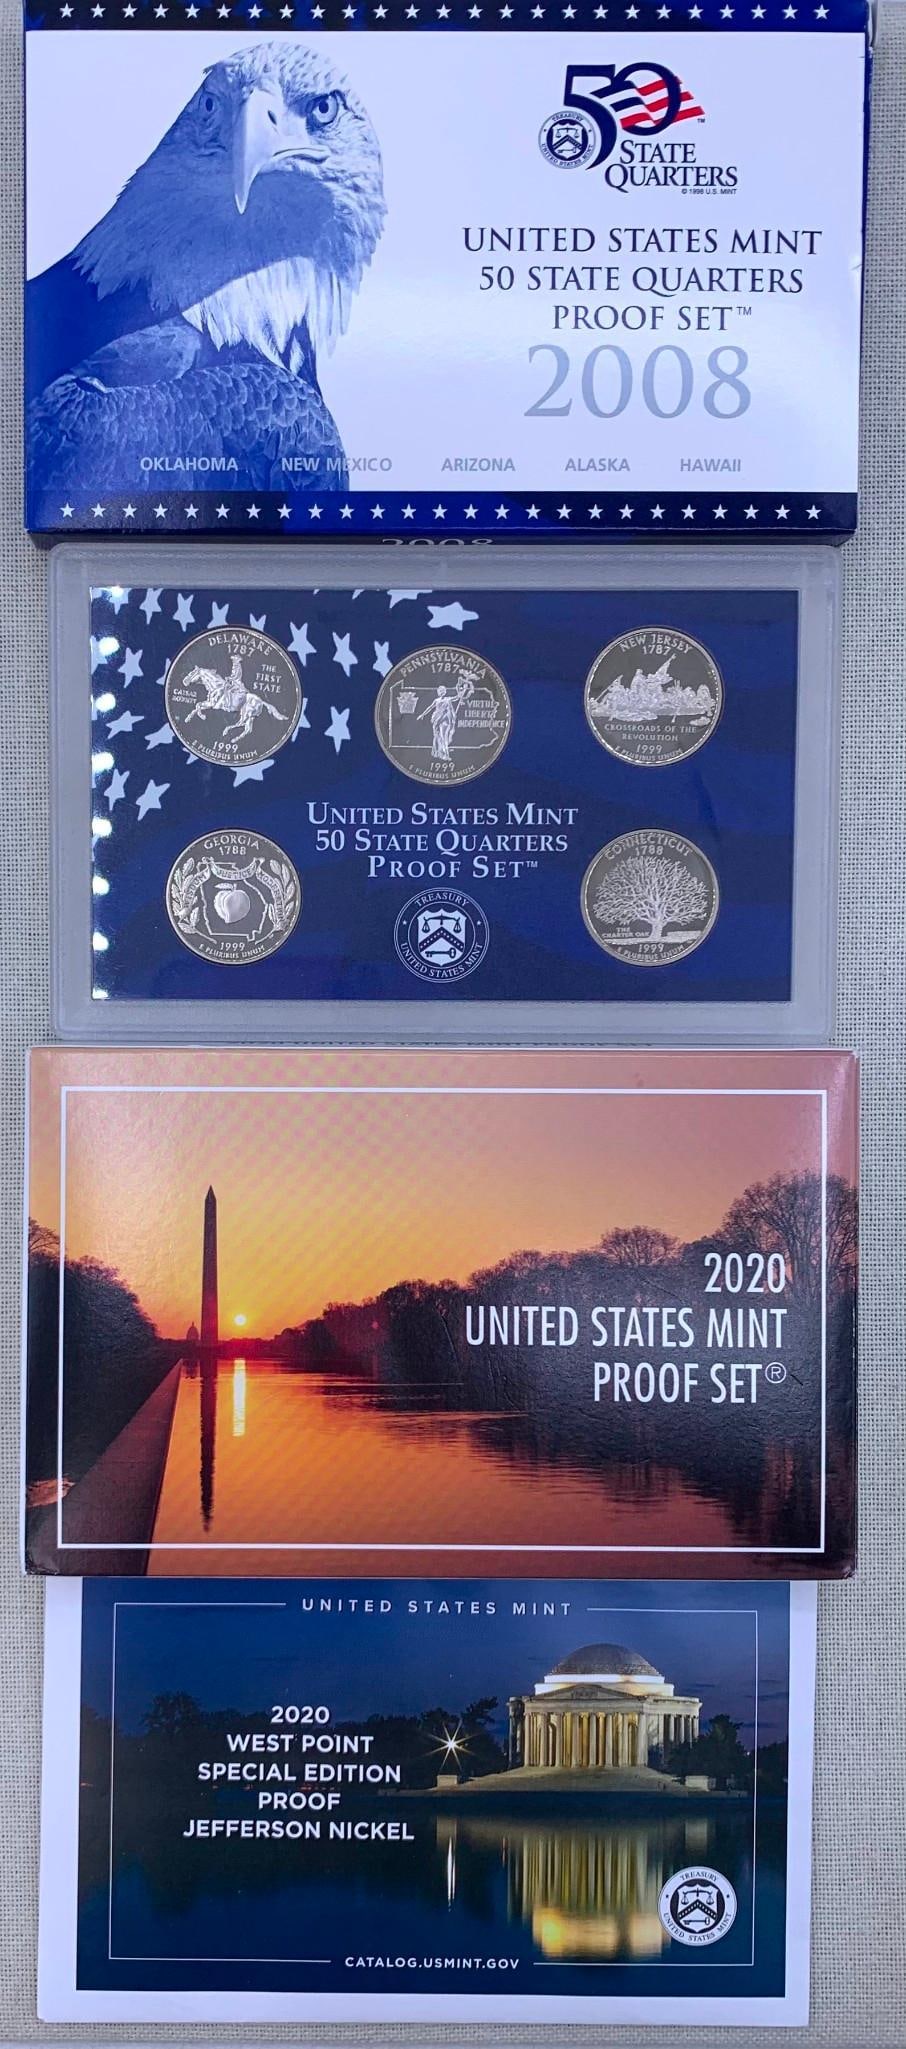 50
STATE
QUARTERS
© 1998 U.S. MINT
UNITED STATES MINT
50 STATE QUARTERS
PROOF SET™
2008
OKLAHOMA NEW MEXICO ARIZONA ALASKA HAWAII
2008
DELAWARE
1787
THE
FIRST
STATE
CAESAR
RODNEY
1999
E PLURIBUS UNUM
PENNSYLVANIA
1787
VIRTUE
LIBERTY
INDEPENDENCE
1999
E PLURIBUS UNUM
NEW JERSEY
1787
CROSSROADS OF THE
REVOLUTION
1999
E PLURIBUS UNUM
UNITED STATES MINT
50 STATE QUARTERS
PROOF SET™
GEORGIA
1788
JUSTICE
1999
E PLURIBUS UNUM
TREASURY
UNITED STATES MINT
CONNECTICUT
1788
THE
CHARTER OAK
1999
E PLURIBUS UNUM
2020
UNITED STATES MINT
PROOF SET®
UNITED STATES MINT
2020
WEST POINT
SPECIAL EDITION
PROOF
JEFFERSON NICKEL
TREASURY
UNITED STATES MINT
CATALOG.USMINT.GOV